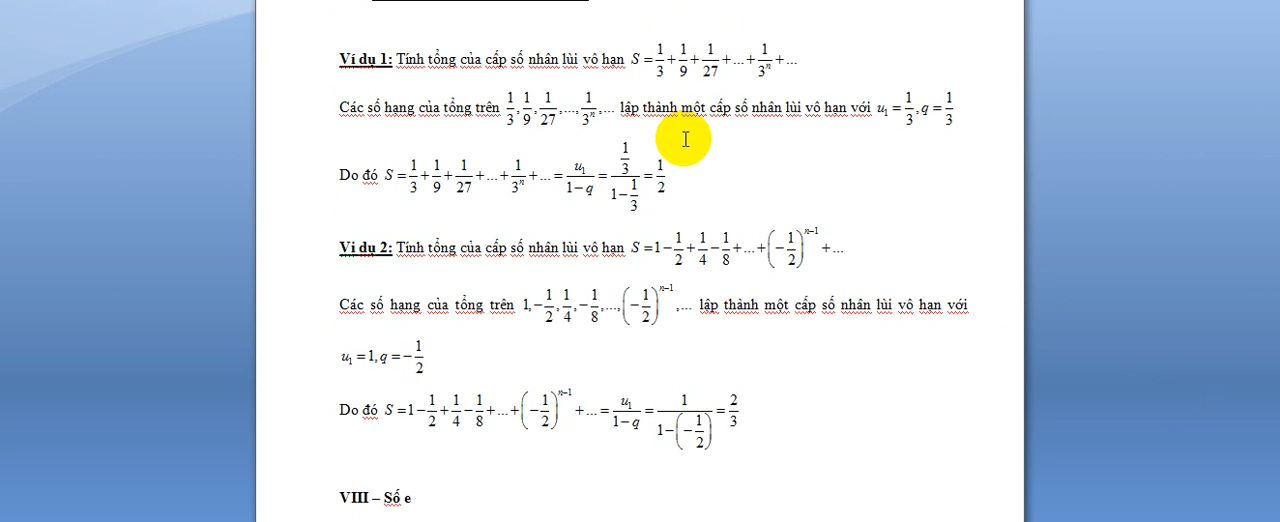 Ví dụ 1: Tính tổng của cấp số nhân lùi vô hạn S = 1/3 + 1/9 + 1/27 + ... + 1/3^n + ...
Các số hạng của tổng trên 1/3, 1/9, 1/27, ..., 1/3^n, ... lập thành một cấp số nhân lùi vô hạn với u₁ = 1/3, q = 1/3
Do đó S = 1/3 + 1/9 + 1/27 + ... + 1/3^n + ... = u₁/(1−q) = (1/3)/(1−1/3) = 1/2
Ví dụ 2: Tính tổng của cấp số nhân lùi vô hạn S = 1 − 1/2 + 1/4 − 1/8 + ... + (−1/2)^(n−1) + ...
Các số hạng của tổng trên 1, −1/2, 1/4, −1/8, ..., (−1/2)^(n−1), ... lập thành một cấp số nhân lùi vô hạn với
u₁ = 1, q = −1/2
Do đó S = 1 − 1/2 + 1/4 − 1/8 + ... + (−1/2)^(n−1) + ... = u₁/(1−q) = 1/(1−(−1/2)) = 2/3
VIII – Số e